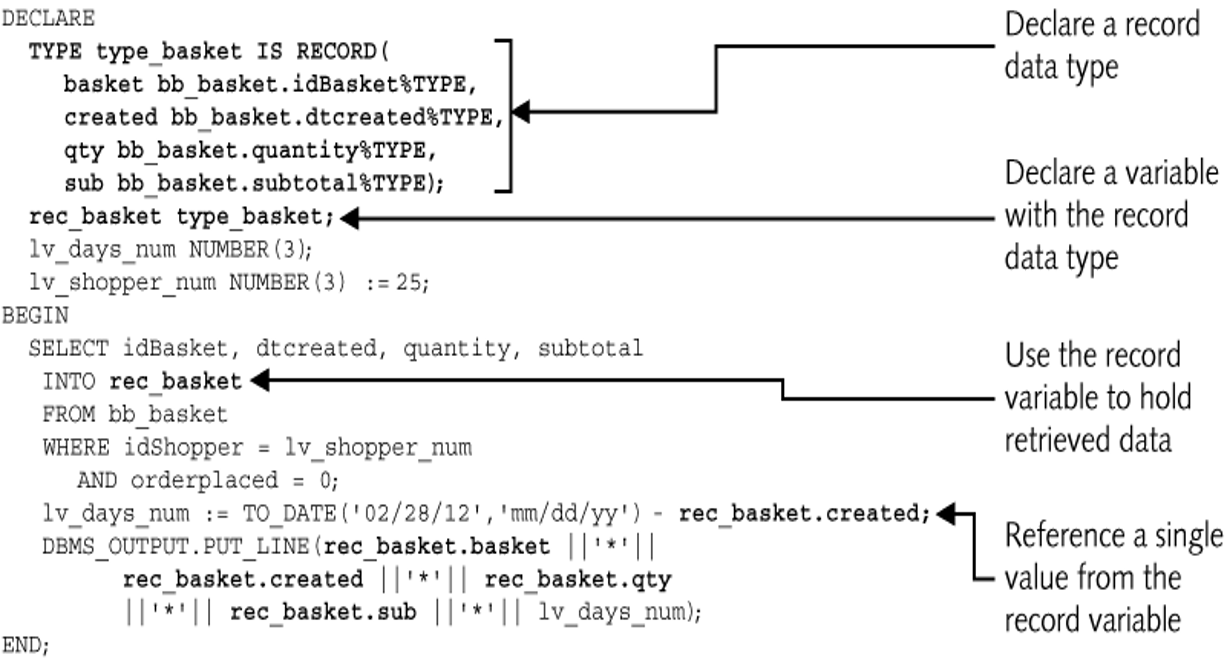 DECLARE
TYPE type_basket IS RECORD(
basket bb_basket.idBasket%TYPE,
created bb_basket.dtcreated%TYPE,
qty bb_basket.quantity%TYPE,
sub bb_basket.subtotal%TYPE);
rec_basket type_basket;
lv_days_num NUMBER(3);
lv_shopper_num NUMBER(3) :=25;
BEGIN
SELECT idBasket, dtcreated, quantity, subtotal
INTO rec_basket
FROM bb_basket
WHERE idShopper = lv_shopper_num
AND orderplaced = 0;
lv_days_num := TO_DATE('02/28/12','mm/dd/yy') - rec_basket.created;
DBMS_OUTPUT.PUT_LINE(rec_basket.basket ||'*'||
rec_basket.created ||'*'|| rec_basket.qty
||'*'|| rec_basket.sub ||'*'|| lv_days_num);
END;
Declare a record
data type
Declare a variable
with the record
data type
Use the record
variable to hold
retrieved data
Reference a single
value from the
record variable